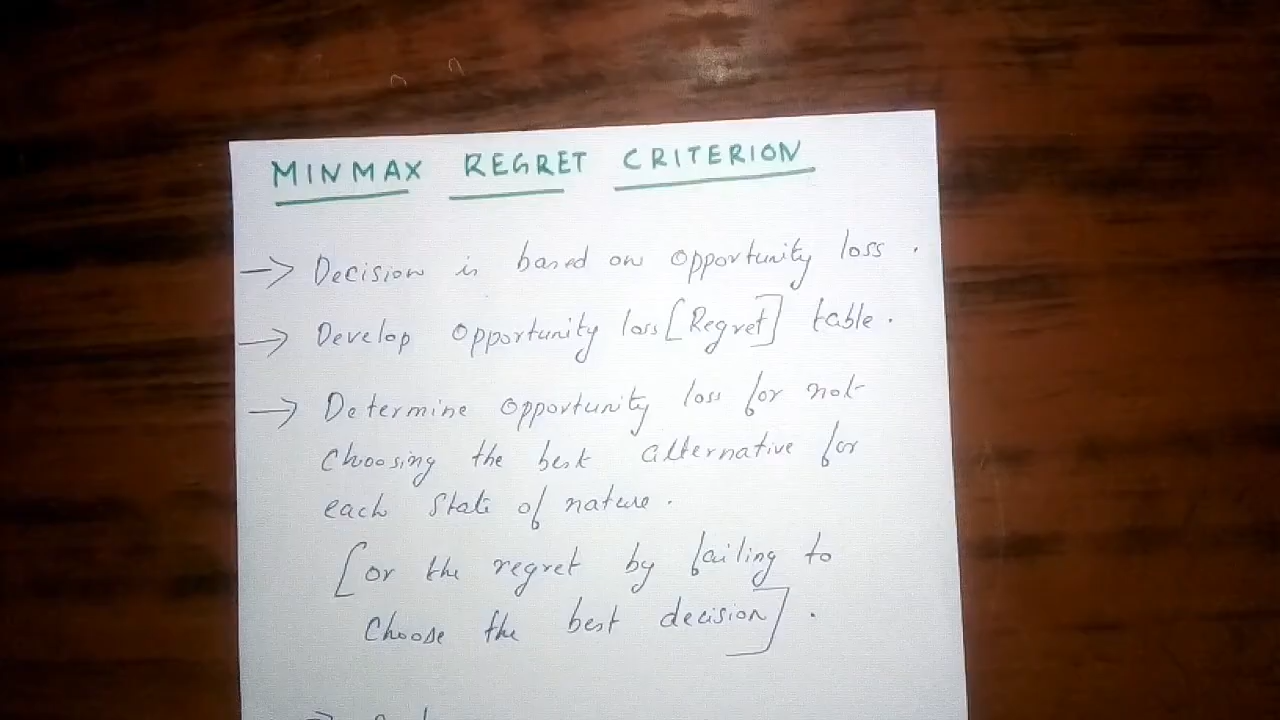 MINMAX REGRET CRITERION
→ Decision is based on opportunity loss.
→ Develop opportunity loss [Regret] table.
→ Determine opportunity loss for not
choosing the best alternative for
each state of nature.
[or the regret by failing to
choose the best decision].
→